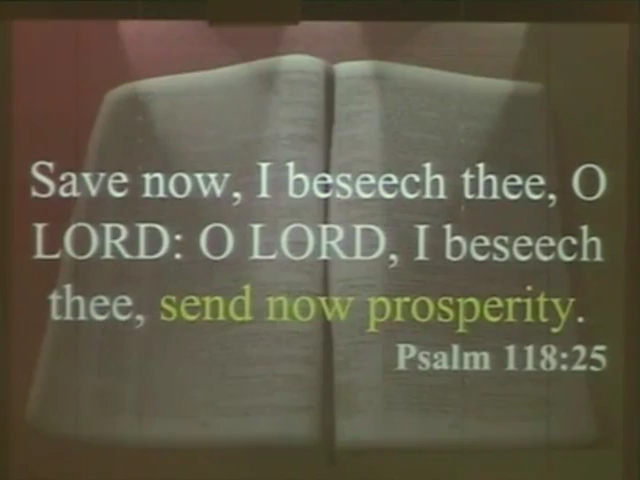 Save now, I beseech thee, O
LORD: O LORD, I beseech
thee, send now prosperity.
Psalm 118:25